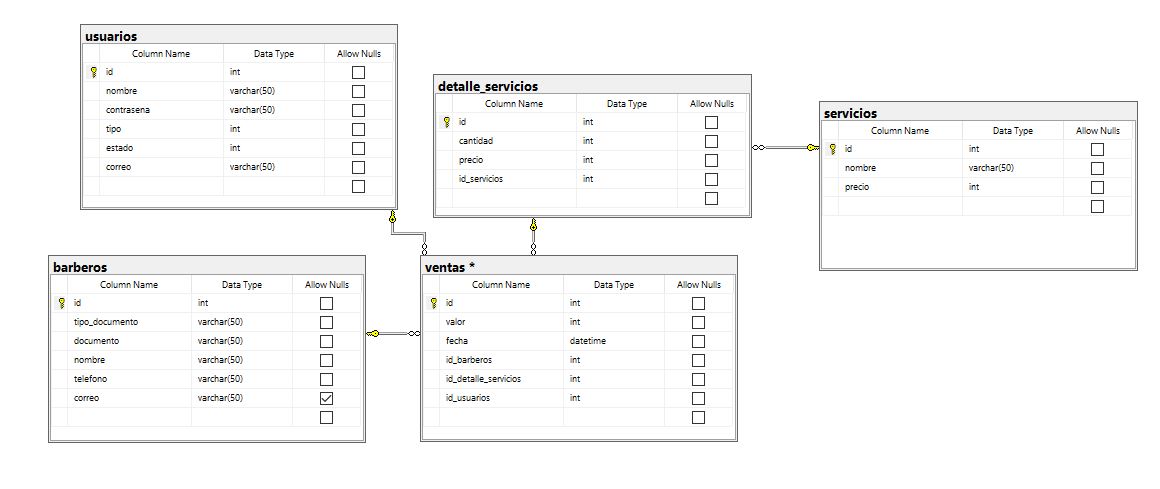 usuarios
Column Name Data Type Allow Nulls
id int
nombre varchar(50)
contrasena varchar(50)
tipo int
estado int
correo varchar(50)
detalle_servicios
Column Name Data Type Allow Nulls
id int
cantidad int
precio int
id_servicios int
servicios
Column Name Data Type Allow Nulls
id int
nombre varchar(50)
precio int
barberos
Column Name Data Type Allow Nulls
id int
tipo_documento varchar(50)
documento varchar(50)
nombre varchar(50)
telefono varchar(50)
correo varchar(50)
ventas *
Column Name Data Type Allow Nulls
id int
valor int
fecha datetime
id_barberos int
id_detalle_servicios int
id_usuarios int